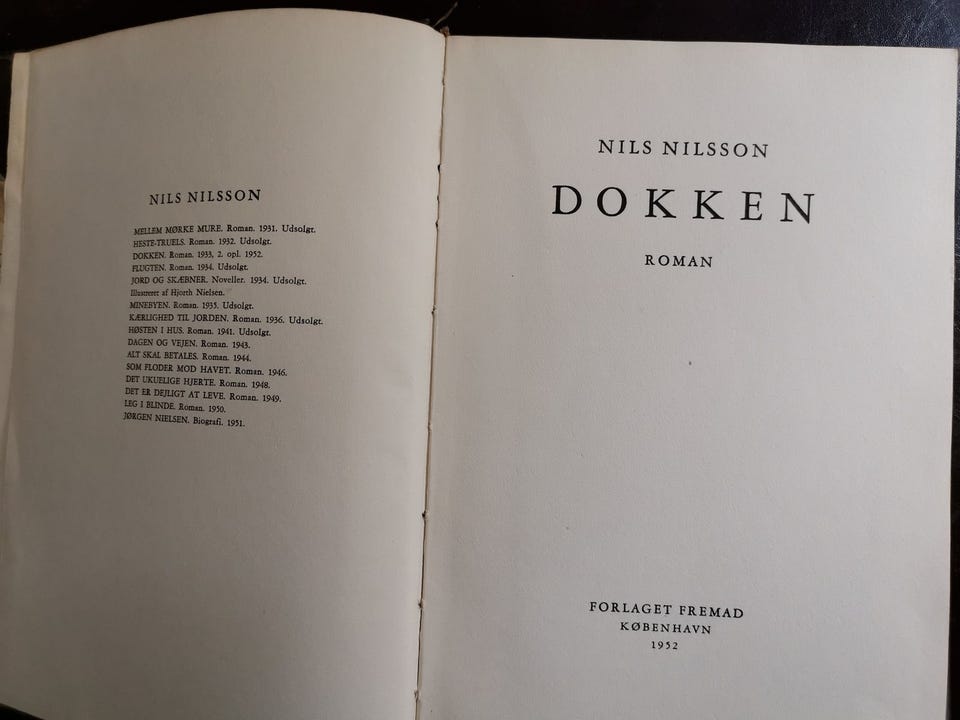 NILS NILSSON
MELLEM MØRKE MURE. Roman. 1931. Udsolgt.
HESTE-TRUELS. Roman. 1932. Udsolgt.
DOKKEN. Roman. 1933, 2. opl. 1952.
FLUGTEN. Roman. 1934. Udsolgt.
JORD OG SKÆBNER. Noveller. 1934. Udsolgt.
Illustreret af Hjorth Nielsen.
MINEBYEN. Roman. 1935. Udsolgt.
KÆRLIGHED TIL JORDEN. Roman. 1936. Udsolgt.
HØSTEN I HUS. Roman. 1941. Udsolgt.
DAGEN OG VEJEN. Roman. 1943.
ALT SKAL BETALES. Roman. 1944.
SOM FLODER MOD HAVET. Roman. 1946.
DET UKUELIGE HJERTE. Roman. 1948.
DET ER DEJLIGT AT LEVE. Roman. 1949.
LEG I BLINDE. Roman. 1950.
JØRGEN NIELSEN. Biografi. 1951.
NILS NILSSON
DOKKEN
ROMAN
FORLAGET FREMAD
KØBENHAVN
1952